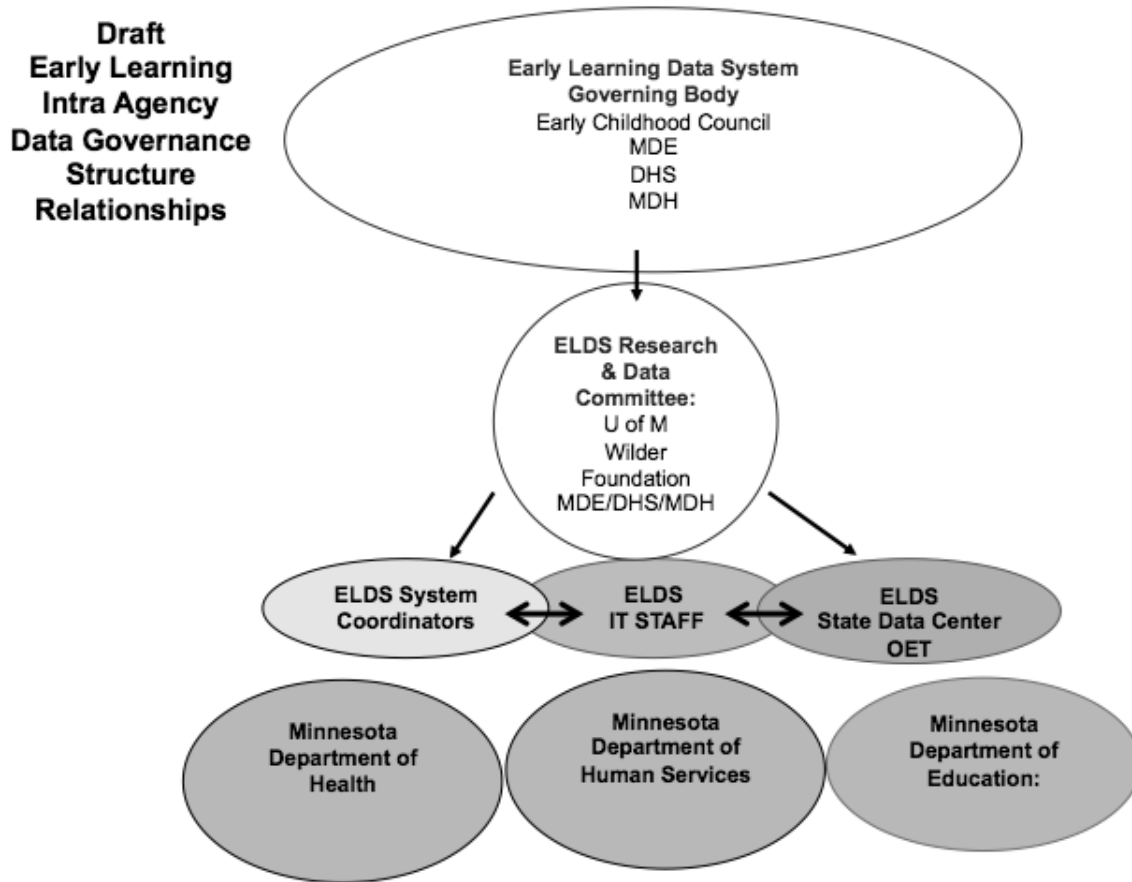 Draft
Early Learning
Intra Agency
Data Governance
Structure
Relationships
Early Learning Data System
Governing Body
Early Childhood Council
MDE
DHS
MDH
ELDS Research
& Data
Committee:
U of M
Wilder
Foundation
MDE/DHS/MDH
ELDS System
Coordinators
ELDS
IT STAFF
ELDS
State Data Center
OET
Minnesota
Department of
Health
Minnesota
Department of
Human Services
Minnesota
Department of
Education: